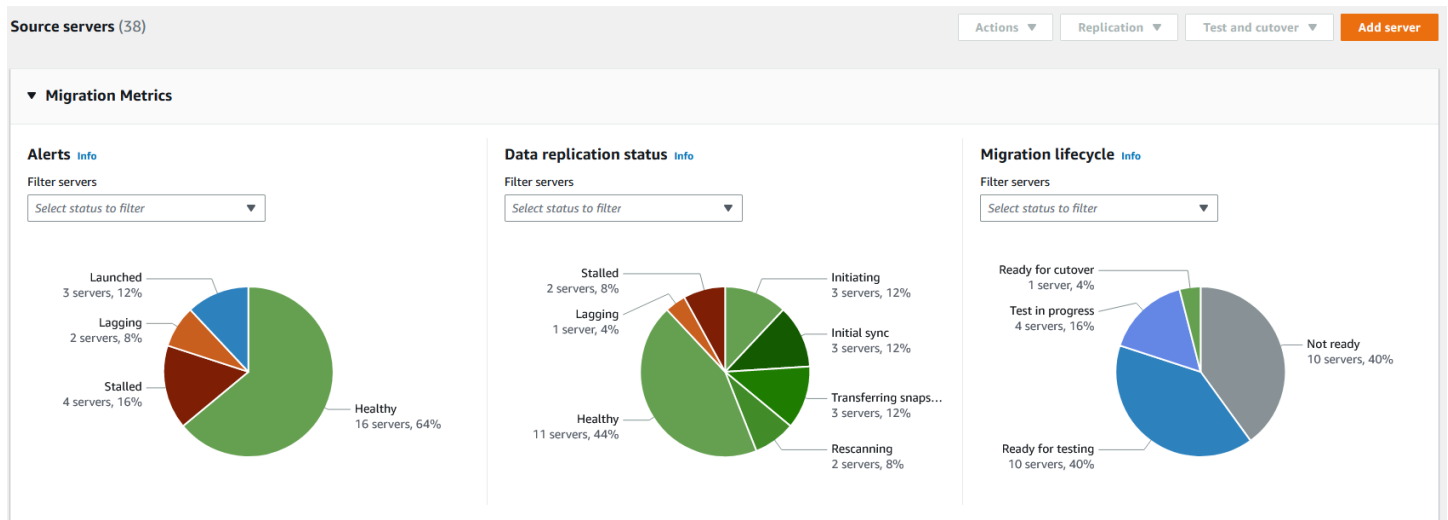 Source servers (38)
Actions
Replication
Test and cutover
Add server
Migration Metrics
Alerts Info
Filter servers
Select status to filter
Launched
3 servers, 12%
Lagging
2 servers, 8%
Stalled
4 servers, 16%
Healthy
16 servers, 64%
Data replication status Info
Filter servers
Select status to filter
Stalled
2 servers, 8%
Lagging
1 server, 4%
Healthy
11 servers, 44%
Initiating
3 servers, 12%
Initial sync
3 servers, 12%
Transferring snaps...
3 servers, 12%
Rescanning
2 servers, 8%
Migration lifecycle Info
Filter servers
Select status to filter
Ready for cutover
1 server, 4%
Test in progress
4 servers, 16%
Ready for testing
10 servers, 40%
Not ready
10 servers, 40%